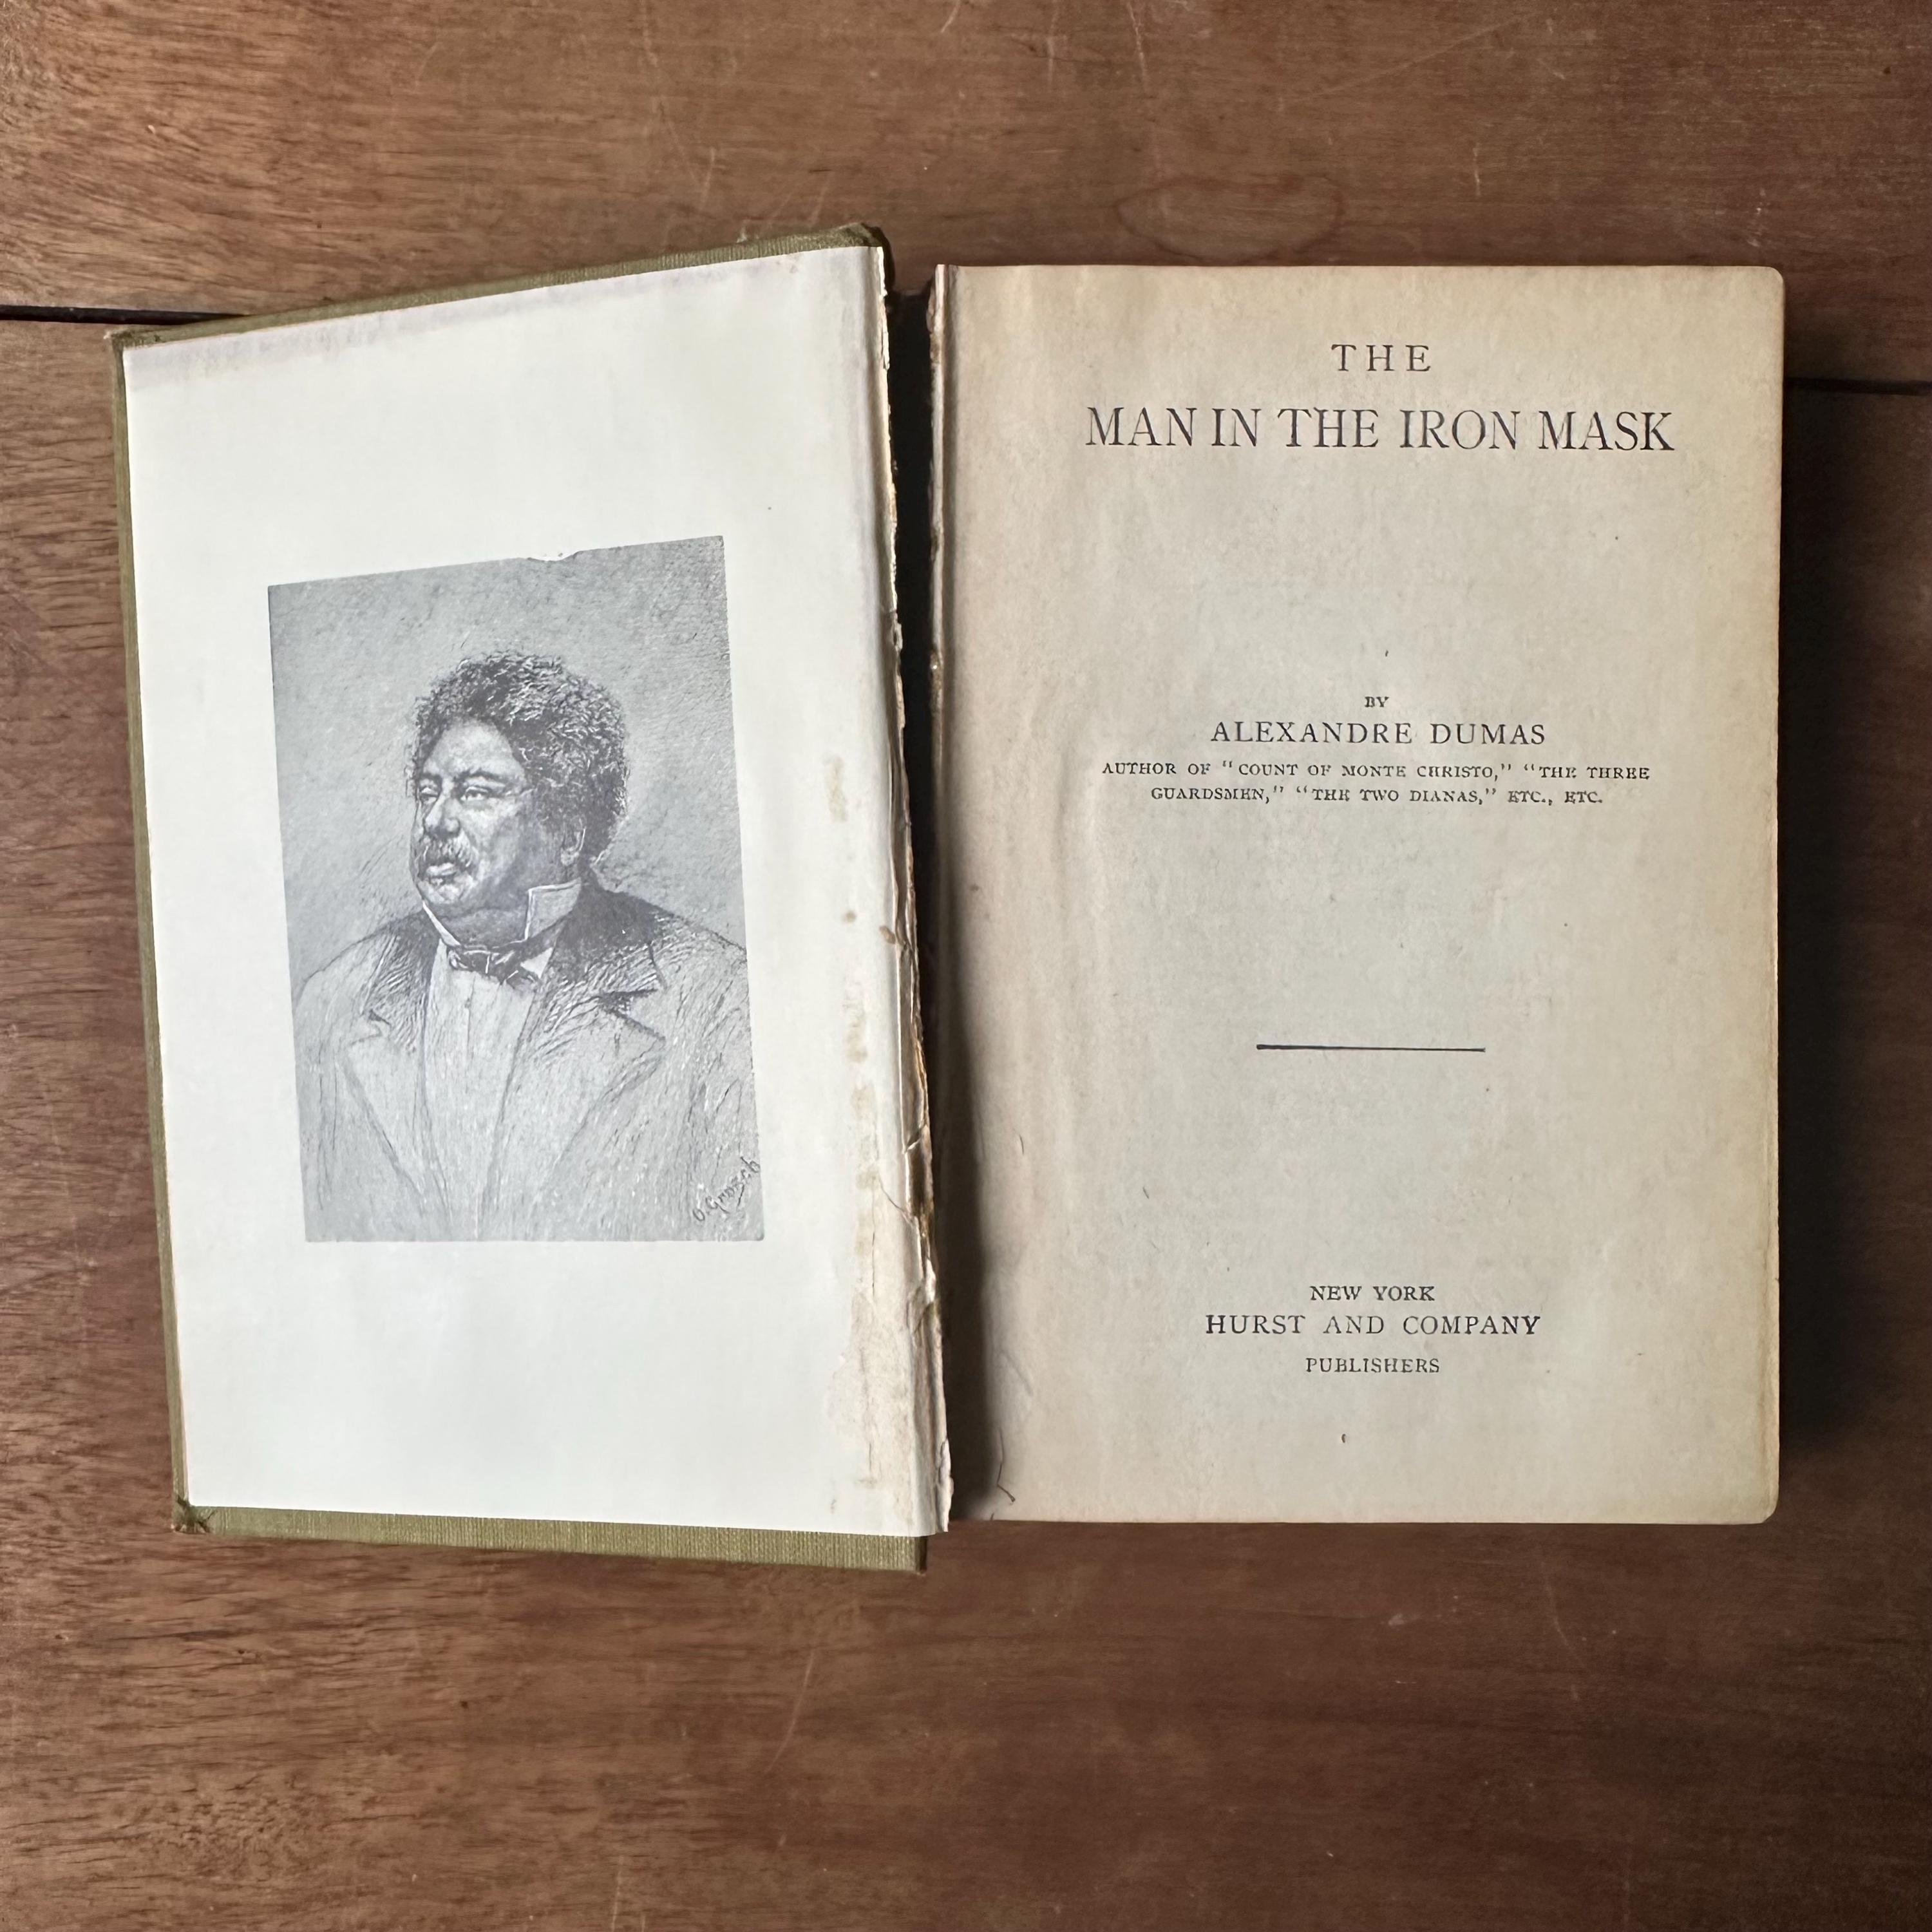 O. Grosch
THE
MAN IN THE IRON MASK
BY
ALEXANDRE DUMAS
AUTHOR OF "COUNT OF MONTE CHRISTO," "THE THREE
GUARDSMEN," "THE TWO DIANAS," ETC., ETC.
NEW YORK
HURST AND COMPANY
PUBLISHERS